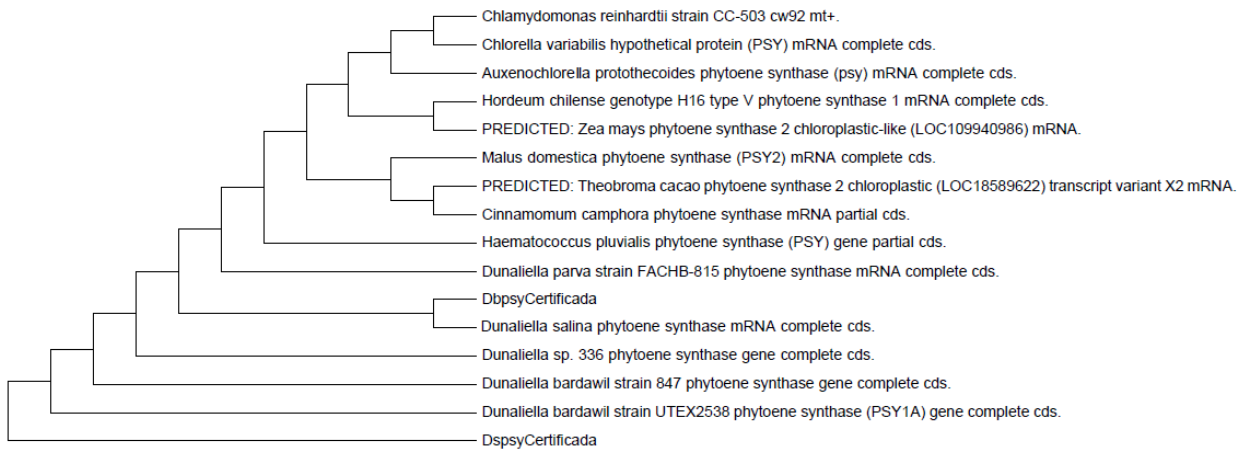 Chlamydomonas reinhardtii strain CC-503 cw92 mt+.
Chlorella variabilis hypothetical protein (PSY) mRNA complete cds.
Auxenochlorella protothecoides phytoene synthase (psy) mRNA complete cds.
Hordeum chilense genotype H16 type V phytoene synthase 1 mRNA complete cds.
PREDICTED: Zea mays phytoene synthase 2 chloroplastic-like (LOC109940986) mRNA.
Malus domestica phytoene synthase (PSY2) mRNA complete cds.
PREDICTED: Theobroma cacao phytoene synthase 2 chloroplastic (LOC18589622) transcript variant X2 mRNA.
Cinnamomum camphora phytoene synthase mRNA partial cds.
Haematococcus pluvialis phytoene synthase (PSY) gene partial cds.
Dunaliella parva strain FACHB-815 phytoene synthase mRNA complete cds.
DbpsyCertificada
Dunaliella salina phytoene synthase mRNA complete cds.
Dunaliella sp. 336 phytoene synthase gene complete cds.
Dunaliella bardawil strain 847 phytoene synthase gene complete cds.
Dunaliella bardawil strain UTEX2538 phytoene synthase (PSY1A) gene complete cds.
DspsyCertificada